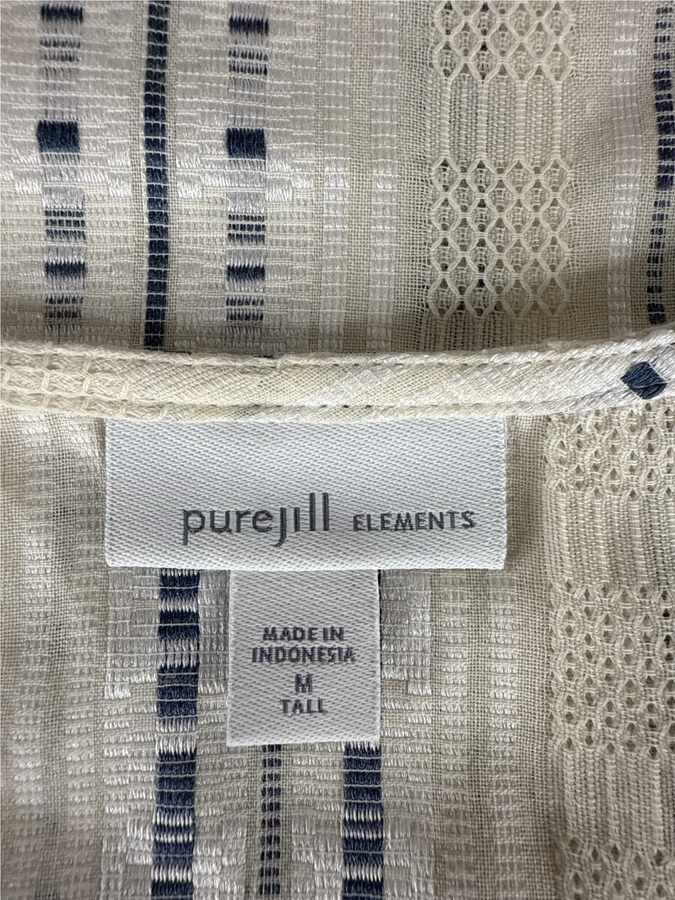 purejill ELEMENTS
MADE IN
INDONESIA
M
TALL